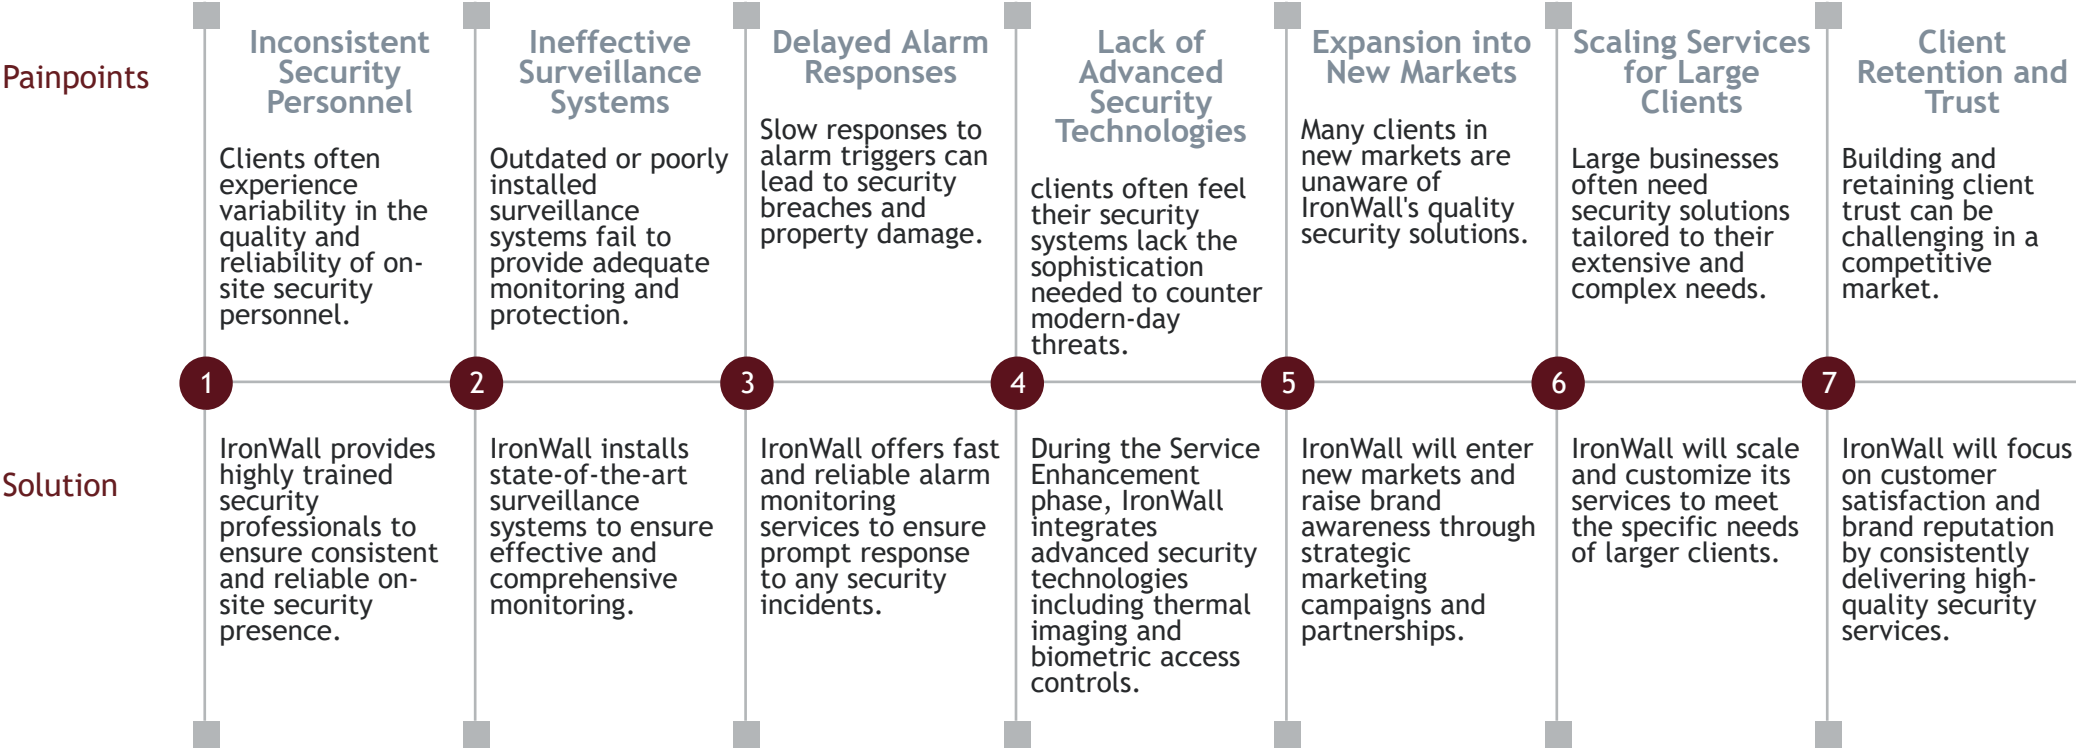 Painpoints
Inconsistent
Security
Personnel
Clients often
experience
variability in the
quality and
reliability of on-
site security
personnel.
Ineffective
Surveillance
Systems
Outdated or poorly
installed
surveillance
systems fail to
provide adequate
monitoring and
protection.
Delayed Alarm
Responses
Slow responses to
alarm triggers can
lead to security
breaches and
property damage.
Lack of
Advanced
Security
Technologies
clients often feel
their security
systems lack the
sophistication
needed to counter
modern-day
threats.
Expansion into
New Markets
Many clients in
new markets are
unaware of
IronWall's quality
security solutions.
Scaling Services
for Large
Clients
Large businesses
often need
security solutions
tailored to their
extensive and
complex needs.
Client
Retention and
Trust
Building and
retaining client
trust can be
challenging in a
competitive
market.
1
2
3
4
5
6
7
Solution
IronWall provides
highly trained
security
professionals to
ensure consistent
and reliable on-
site security
presence.
IronWall installs
state-of-the-art
surveillance
systems to ensure
effective and
comprehensive
monitoring.
IronWall offers fast
and reliable alarm
monitoring
services to ensure
prompt response
to any security
incidents.
During the Service
Enhancement
phase, IronWall
integrates
advanced security
technologies
including thermal
imaging and
biometric access
controls.
IronWall will enter
new markets and
raise brand
awareness through
strategic
marketing
campaigns and
partnerships.
IronWall will scale
and customize its
services to meet
the specific needs
of larger clients.
IronWall will focus
on customer
satisfaction and
brand reputation
by consistently
delivering high-
quality security
services.